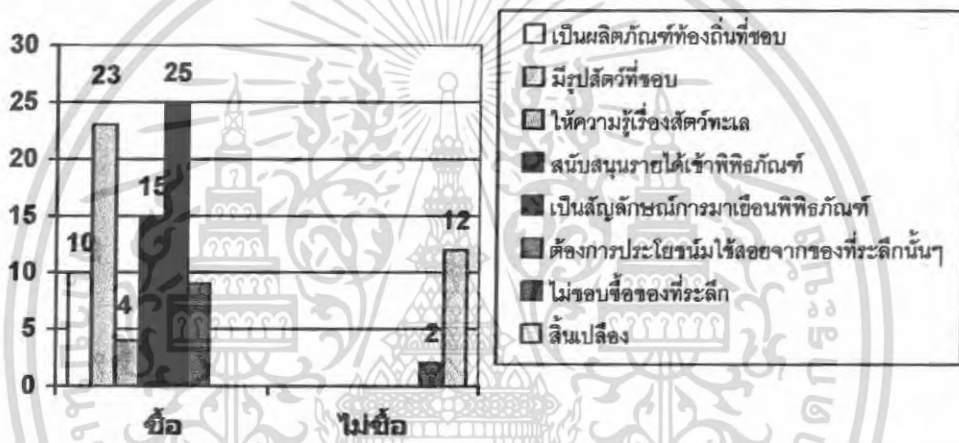 30
25
20
15
10
5
0
10
23
4
15
25
2
12
ซื้อ
ไม่ซื้อ
เป็นผลิตภัณฑ์ท้องถิ่นที่ชอบ
มีรูปสัตว์ที่ชอบ
ให้ความรู้เรื่องสัตว์ทะเล
สนับสนุนรายได้เข้าพิพิธภัณฑ์
เป็นสัญลักษณ์การมาเยือนพิพิธภัณฑ์
ต้องการประโยชน์มใช้สอยจากของที่ระลึกนั้นๆ
ไม่ชอบซื้อของที่ระลึก
สิ้นเปลือง